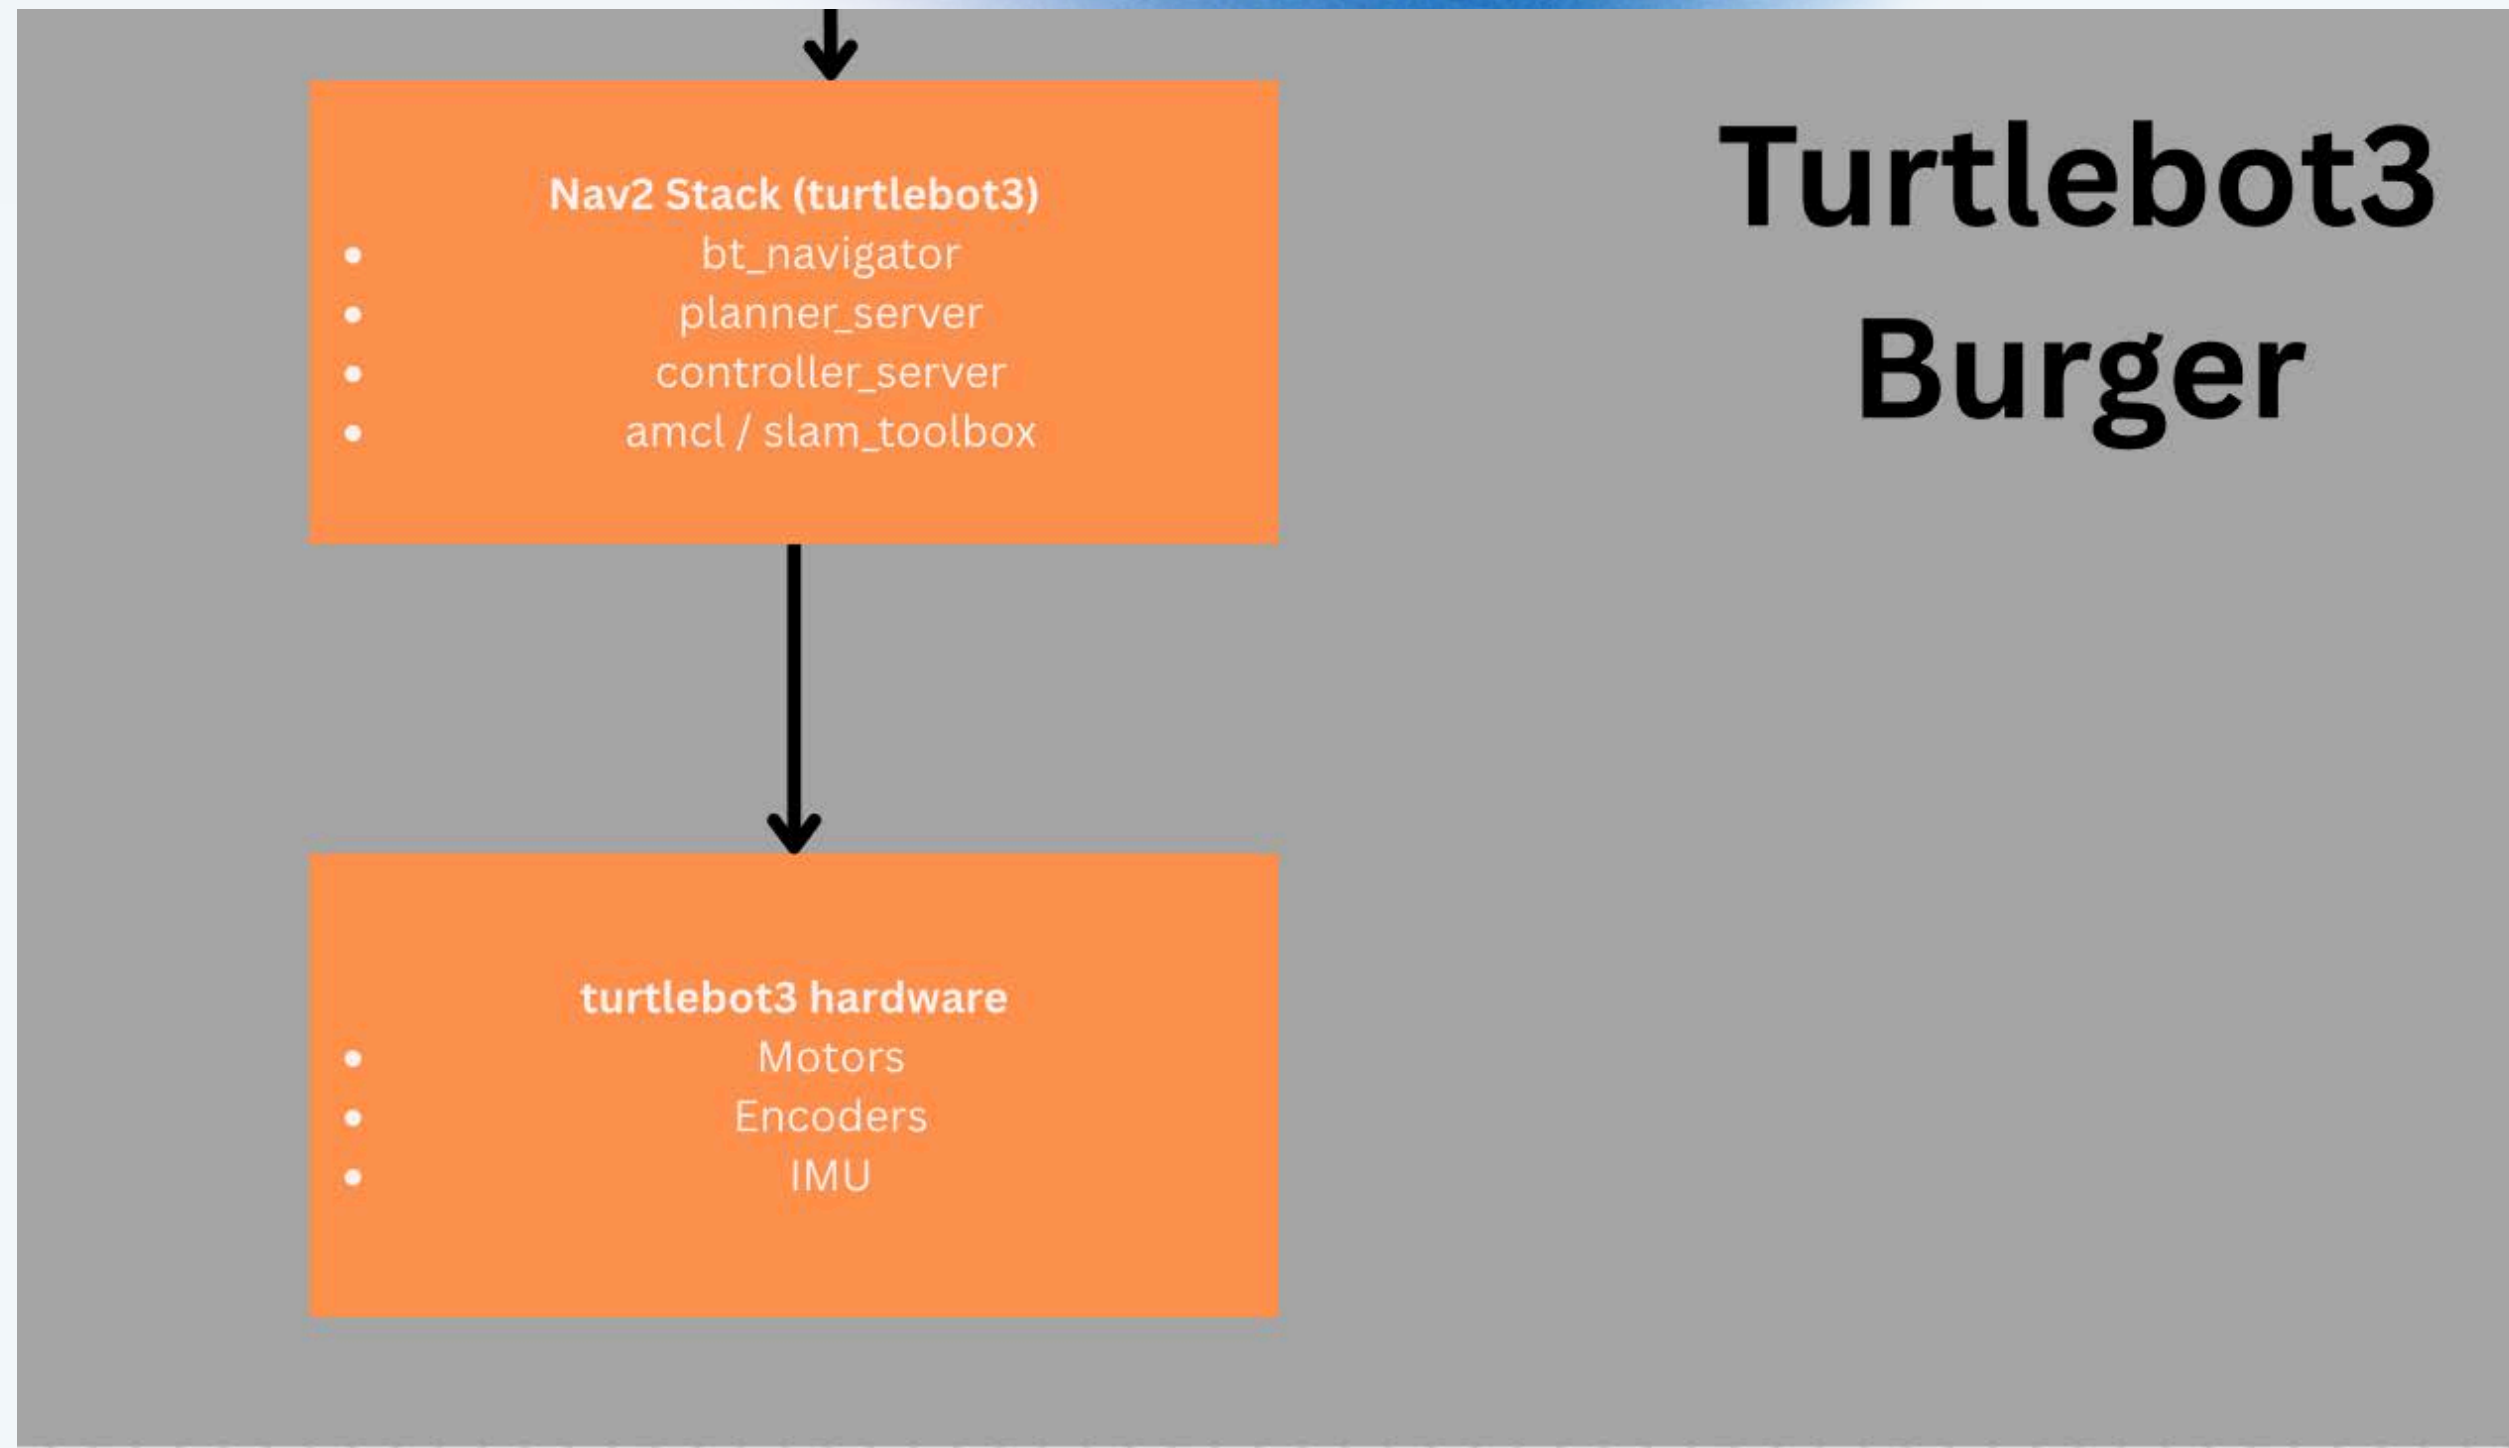 Turtlebot3
Burger
Nav2 Stack (turtlebot3)
bt_navigator
planner_server
controller_server
amcl / slam_toolbox
turtlebot3 hardware
Motors
Encoders
IMU